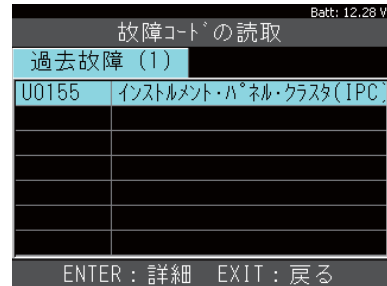 Batt: 12.28 V
故障ｺｰﾄﾞの読取
過去故障 (1)
U0155 ｲﾝｽﾄﾙﾒﾝﾄ・ﾊﾟﾈﾙ・ｸﾗｽﾀ(IPC)
ENTER：詳細 EXIT：戻る